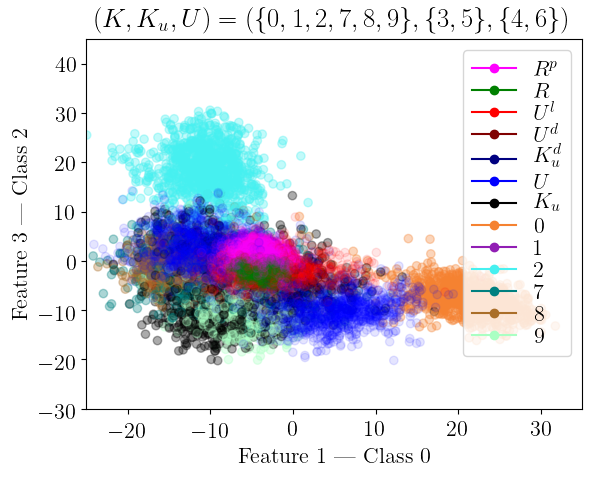 (K, K_u, U) = ({0, 1, 2, 7, 8, 9}, {3, 5}, {4, 6})
40
30
20
10
0
−10
−20
−30
Feature 3 — Class 2
R^p
R
U^l
U^d
K_u^d
U
K_u
0
1
2
7
8
9
−20
−10
0
10
20
30
Feature 1 — Class 0